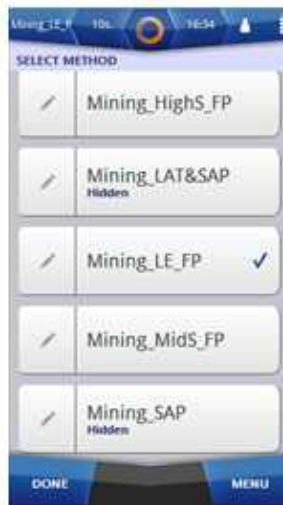 Mining_LE_F 10s. 16:54
SELECT METHOD
Mining_HighS_FP
Mining_LAT&SAP
Hidden
Mining_LE_FP
Mining_MidS_FP
Mining_SAP
Hidden
DONE MENU